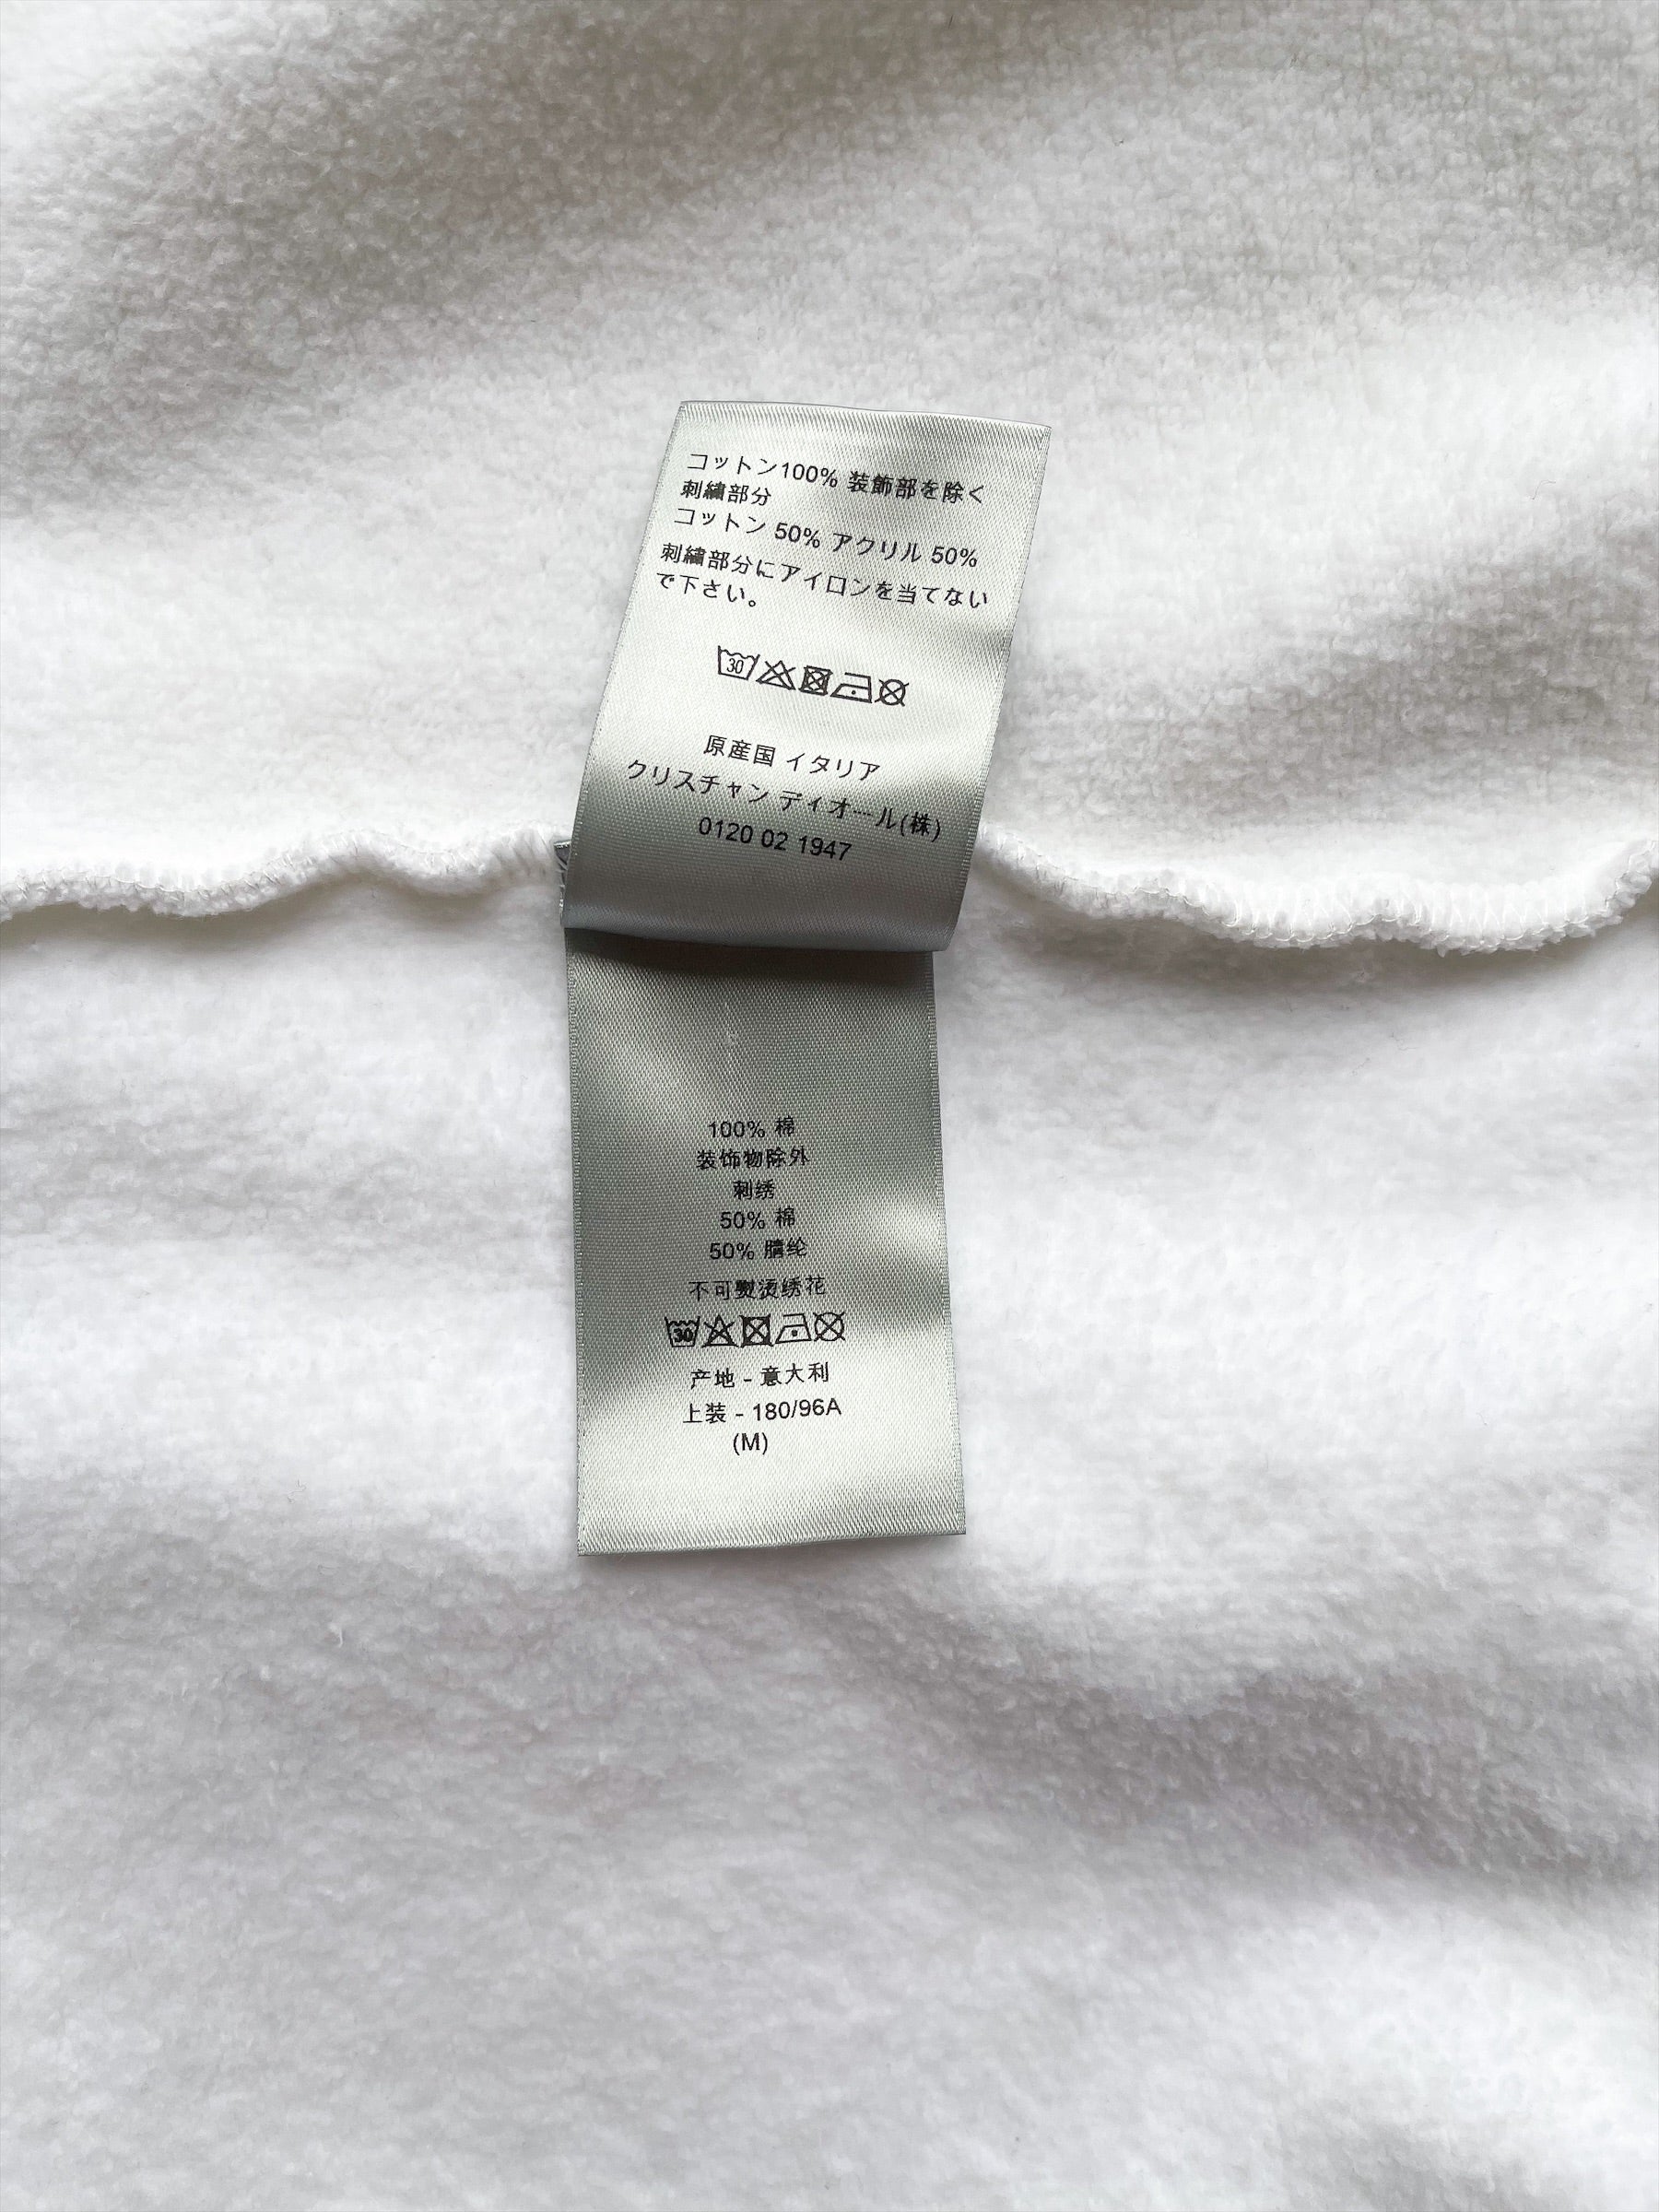 コットン100% 装飾部を除く
刺繍部分
コットン 50% アクリル 50%
刺繍部分にアイロンを当てない
で下さい。
30
原産国 イタリア
クリスチャン ディオール(株)
0120 02 1947
100% 棉
装饰物除外
刺绣
50% 棉
50% 腈纶
不可熨烫绣花
30
产地 - 意大利
上装 - 180/96A
(M)